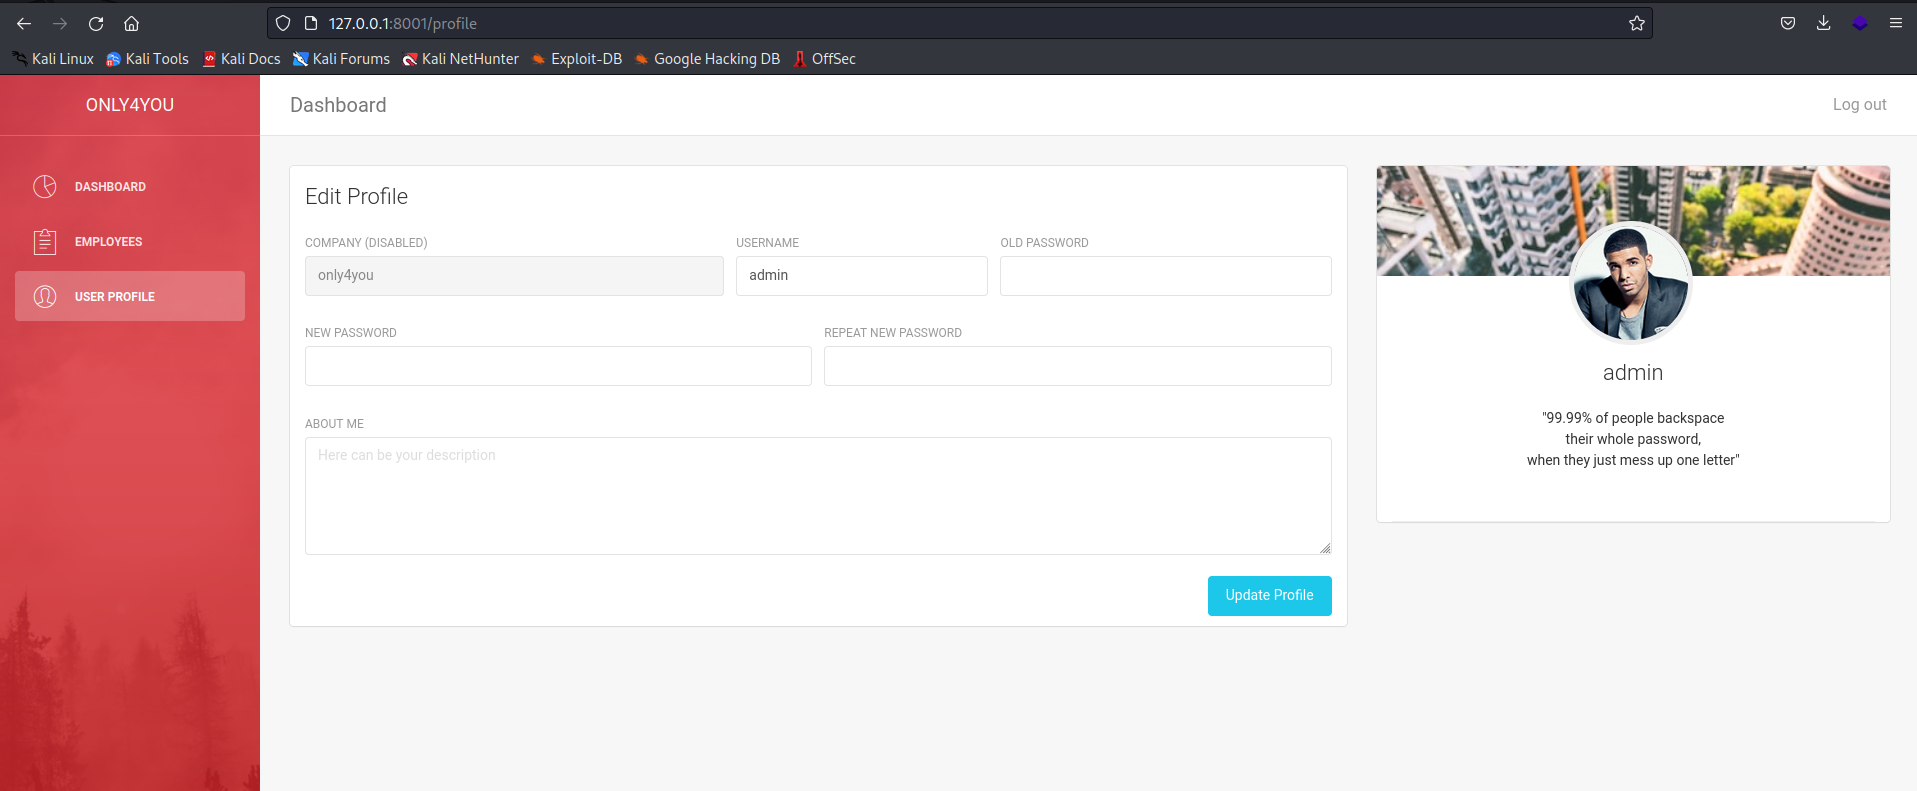 127.0.0.1:8001/profile
Kali Linux Kali Tools Kali Docs Kali Forums Kali NetHunter Exploit-DB Google Hacking DB OffSec
ONLY4YOU
Dashboard
Log out
DASHBOARD
EMPLOYEES
USER PROFILE
Edit Profile
COMPANY (DISABLED) USERNAME OLD PASSWORD
only4you admin
NEW PASSWORD REPEAT NEW PASSWORD
ABOUT ME
Here can be your description
Update Profile
admin
"99.99% of people backspace
their whole password,
when they just mess up one letter"